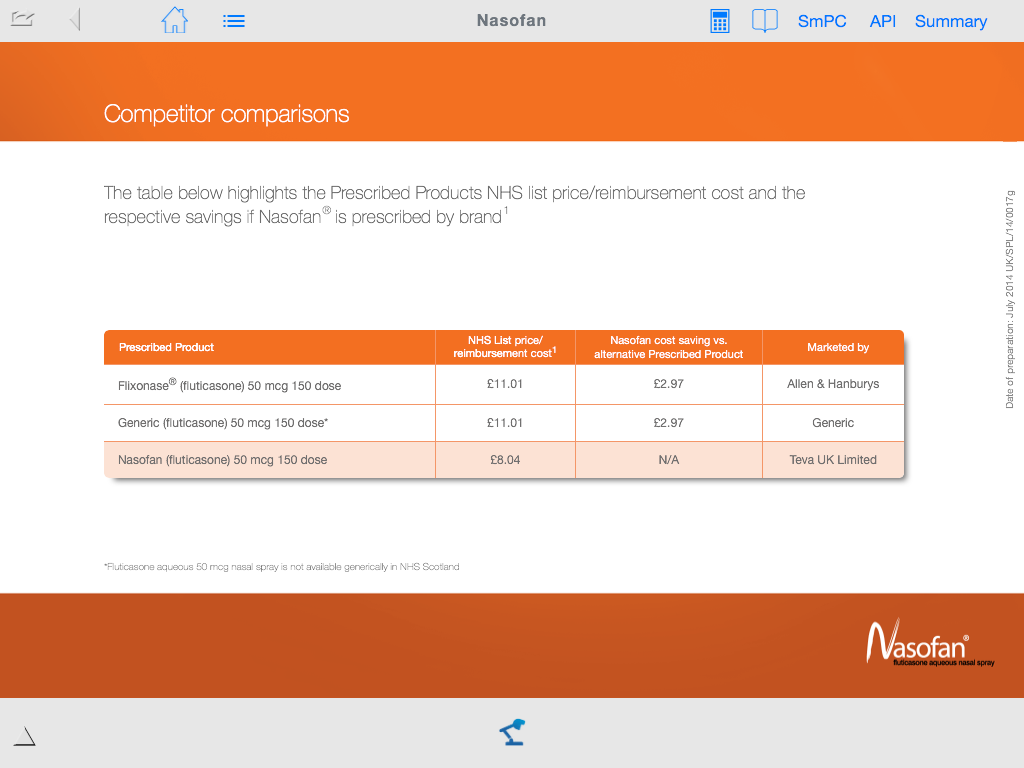 Nasofan
SmPC API Summary
Competitor comparisons
The table below highlights the Prescribed Products NHS list price/reimbursement cost and the
respective savings if Nasofan® is prescribed by brand¹
Date of preparation: July 2014 UK/SPL/14/0017g
Prescribed Product
NHS List price/
reimbursement cost¹
Nasofan cost saving vs.
alternative Prescribed Product
Marketed by
Flixonase® (fluticasone) 50 mcg 150 dose £11.01 £2.97 Allen & Hanburys
Generic (fluticasone) 50 mcg 150 dose* £11.01 £2.97 Generic
Nasofan (fluticasone) 50 mcg 150 dose £8.04 N/A Teva UK Limited
*Fluticasone aqueous 50 mcg nasal spray is not available generically in NHS Scotland
Nasofan®
fluticasone aqueous nasal spray